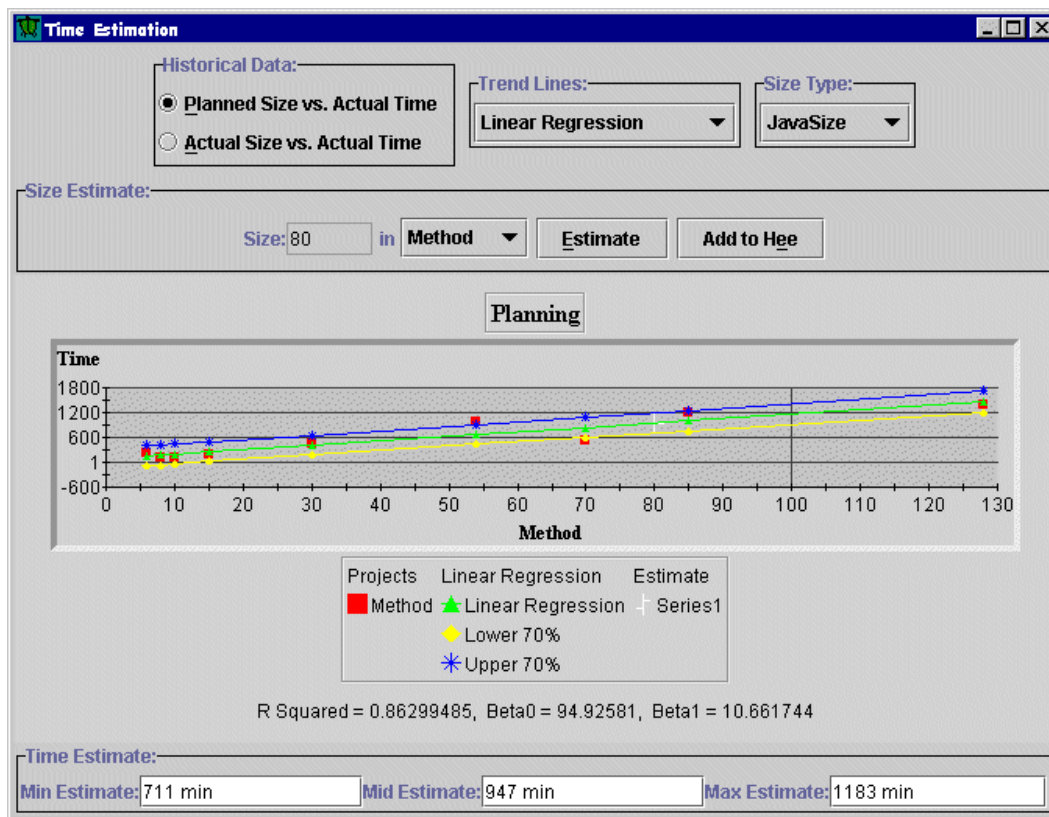 Time Estimation
Historical Data:
Planned Size vs. Actual Time
Actual Size vs. Actual Time
Trend Lines:
Linear Regression
Size Type:
JavaSize
Size Estimate:
Size: 80 in Method Estimate Add to Hee
Planning
Time
1800
1200
600
1
-600
0 10 20 30 40 50 60 70 80 90 100 110 120 130
Method
Projects Linear Regression Estimate
Method Linear Regression Series1
Lower 70%
Upper 70%
R Squared = 0.86299485, Beta0 = 94.92581, Beta1 = 10.661744
Time Estimate:
Min Estimate: 711 min Mid Estimate: 947 min Max Estimate: 1183 min